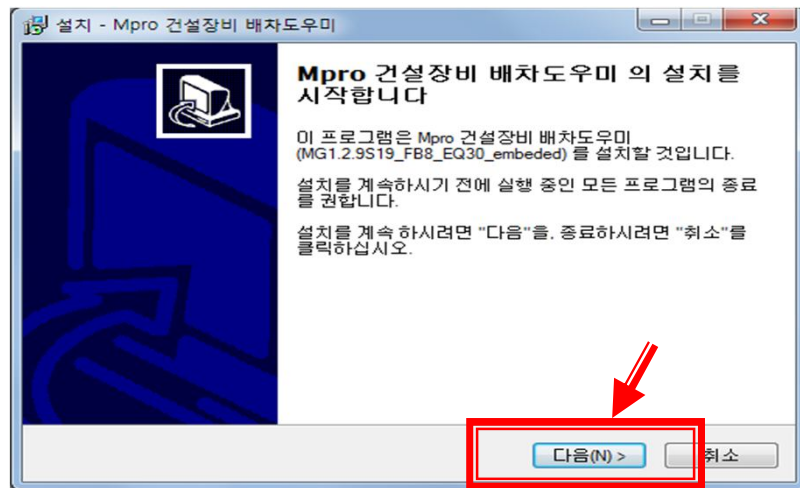 설치 - Mpro 건설장비 배차도우미
Mpro 건설장비 배차도우미 의 설치를
시작합니다
이 프로그램은 Mpro 건설장비 배차도우미
(MG1.2.9S19_FB8_EQ30_embeded) 를 설치할 것입니다.
설치를 계속하시기 전에 실행 중인 모든 프로그램의 종료
를 권합니다.
설치를 계속 하시려면 "다음"을, 종료하시려면 "취소"를
클릭하십시오.
다음(N) >
취소